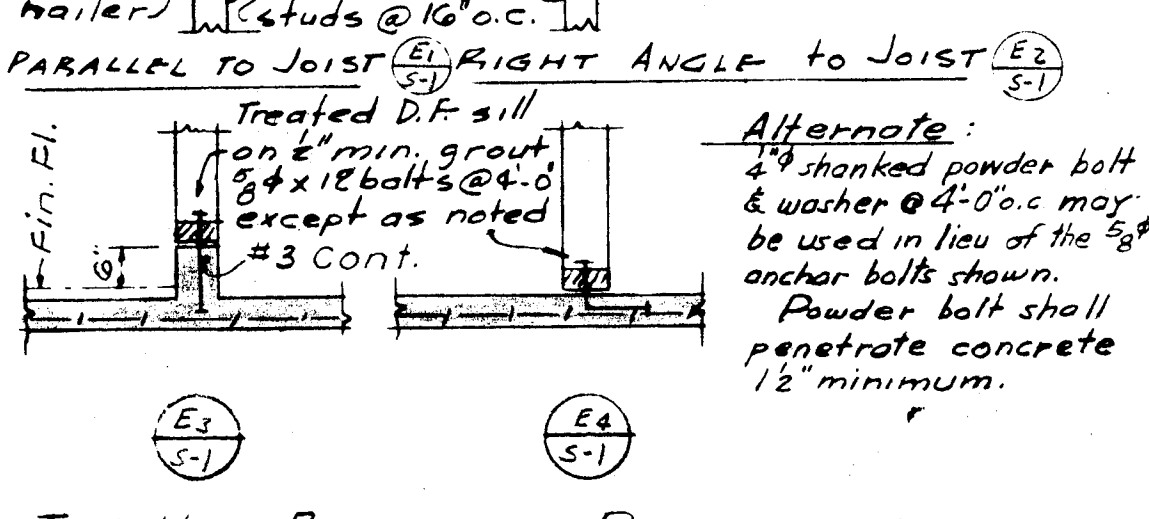 nailer) studs @ 16" o.c.
PARALLEL TO JOIST E1 S-1 RIGHT ANGLE to JOIST E2 S-1
Fin. Fl.
6"
Treated D.F. sill
on 1/2" min. grout
5/8 φ x 12 bolts @ 4'-0
except as noted
#3 Cont.
Alternate:
1/4" φ shanked powder bolt
& washer @ 4'-0" o.c may
be used in lieu of the 5/8 φ
anchor bolts shown.
Powder bolt shall
penetrate concrete
1 1/2" minimum.
E3
S-1
E4
S-1